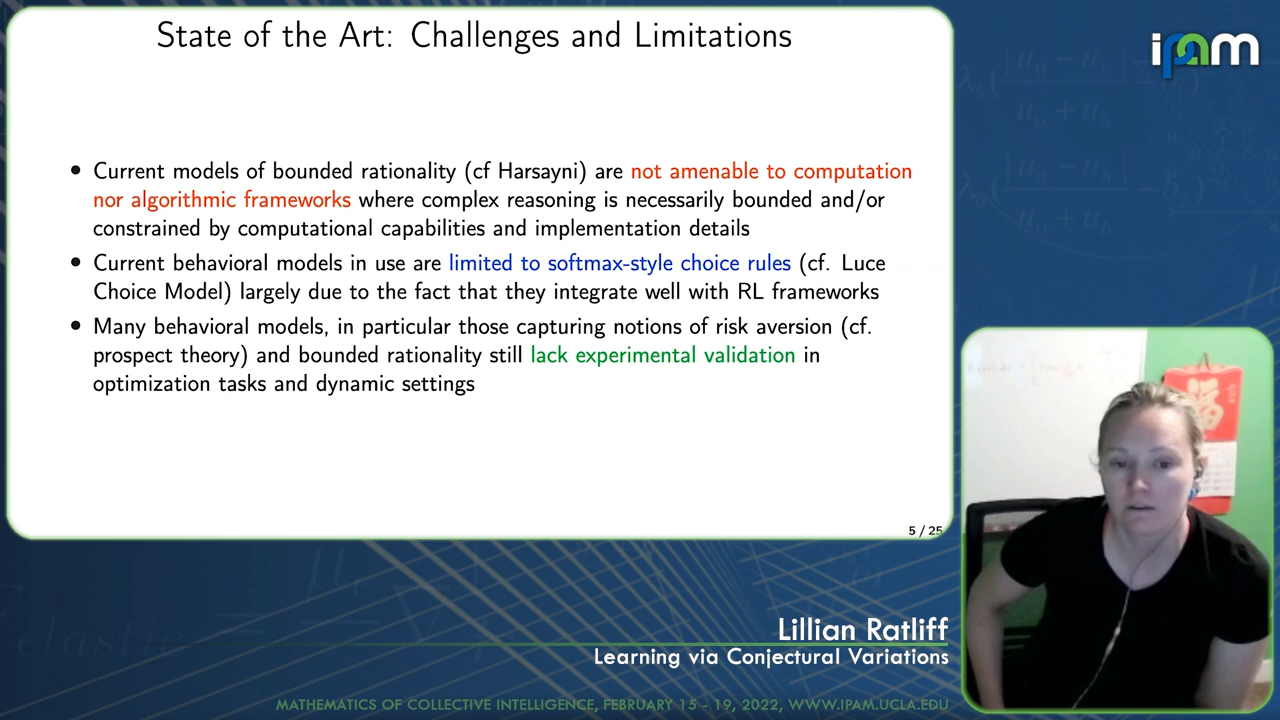 State of the Art: Challenges and Limitations
ipam
• Current models of bounded rationality (cf Harsayni) are not amenable to computation
nor algorithmic frameworks where complex reasoning is necessarily bounded and/or
constrained by computational capabilities and implementation details
• Current behavioral models in use are limited to softmax-style choice rules (cf. Luce
Choice Model) largely due to the fact that they integrate well with RL frameworks
• Many behavioral models, in particular those capturing notions of risk aversion (cf.
prospect theory) and bounded rationality still lack experimental validation in
optimization tasks and dynamic settings
5 / 25
福
Lillian Ratliff
Learning via Conjectural Variations
MATHEMATICS OF COLLECTIVE INTELLIGENCE, FEBRUARY 15 - 19, 2022, WWW.IPAM.UCLA.EDU